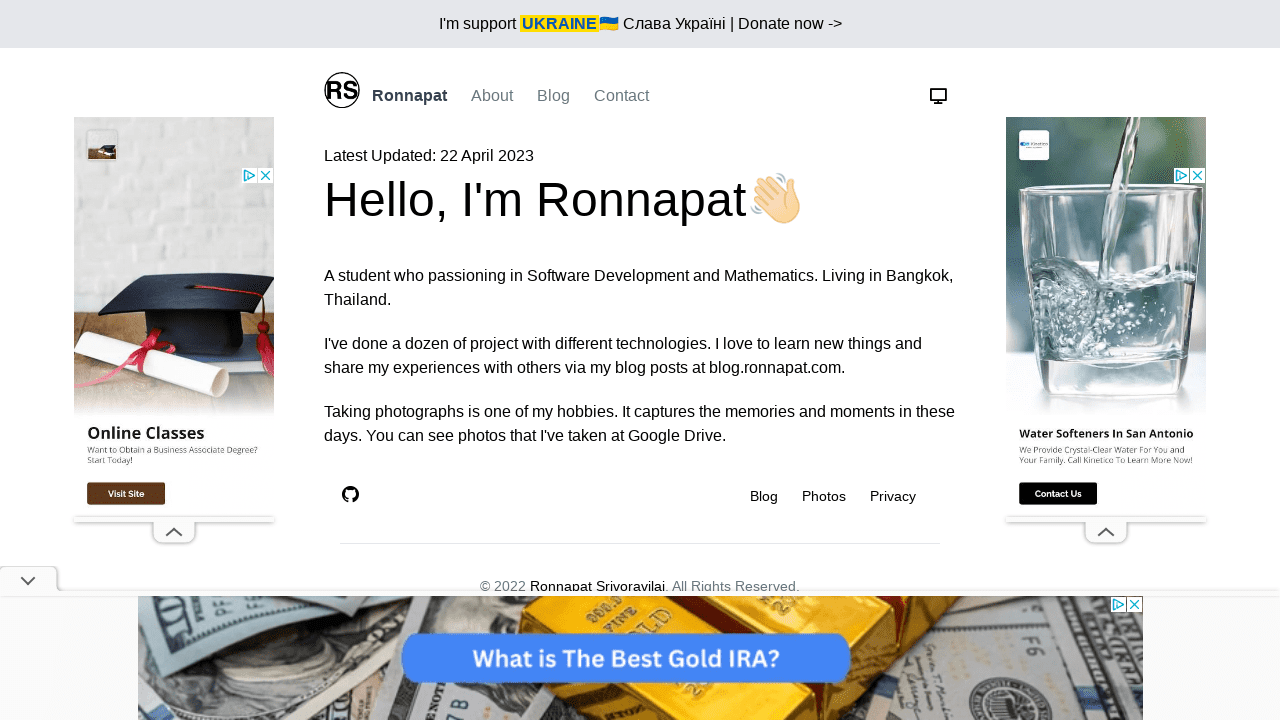 I'm support UKRAINE🇺🇦 Слава Україні | Donate now ->
RS
Ronnapat About Blog Contact
Latest Updated: 22 April 2023
Hello, I'm Ronnapat👋🏻
A student who passioning in Software Development and Mathematics. Living in Bangkok,
Thailand.
I've done a dozen of project with different technologies. I love to learn new things and
share my experiences with others via my blog posts at blog.ronnapat.com.
Taking photographs is one of my hobbies. It captures the memories and moments in these
days. You can see photos that I've taken at Google Drive.
Blog Photos Privacy
© 2022 Ronnapat Srivoravilai. All Rights Reserved.
Online Classes
Want to Obtain a Business Associate Degree?
Start Today!
Visit Site
Water Softeners In San Antonio
We Provide Crystal-Clear Water For You and
Your Family. Call Kinetico To Learn More Now!
Contact Us
What is The Best Gold IRA?